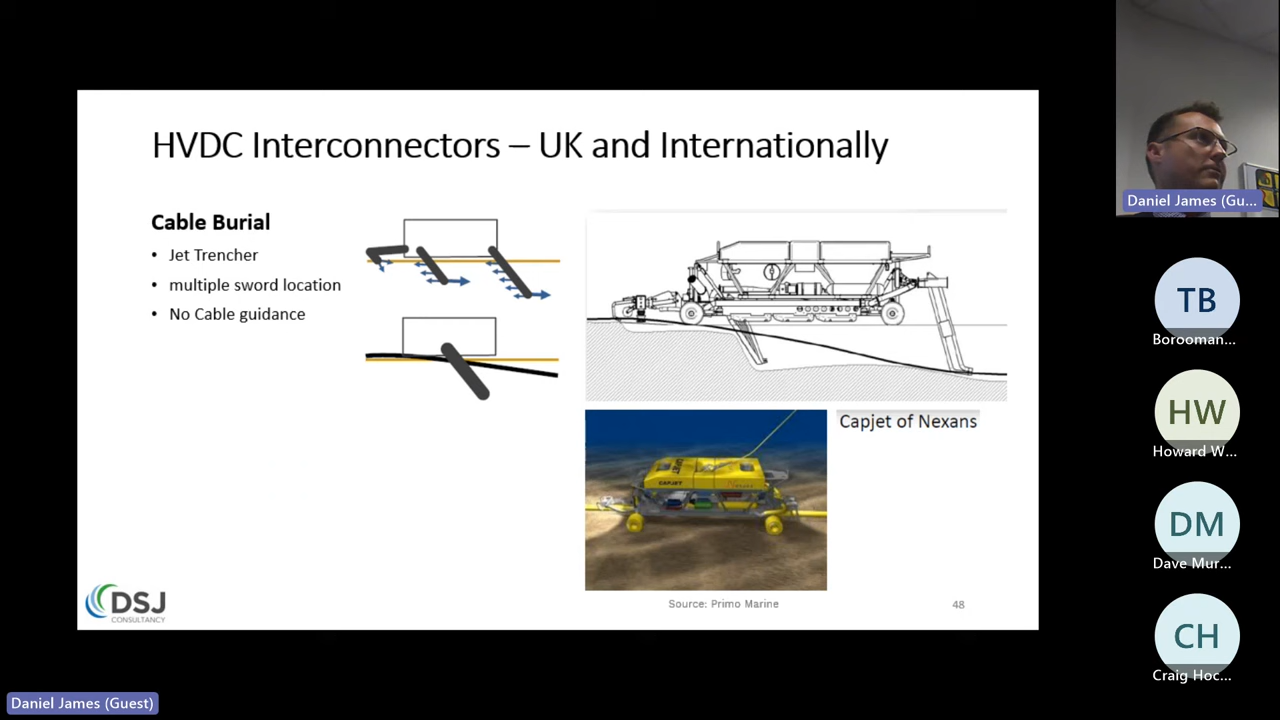 HVDC Interconnectors – UK and Internationally
Cable Burial
• Jet Trencher
• multiple sword location
• No Cable guidance
Capjet of Nexans
CAPJET
Source: Primo Marine
48
DSJ
CONSULTANCY
Daniel James (Gu...
TB
Borooman...
HW
Howard W...
DM
Dave Mur...
CH
Craig Hoc...
Daniel James (Guest)